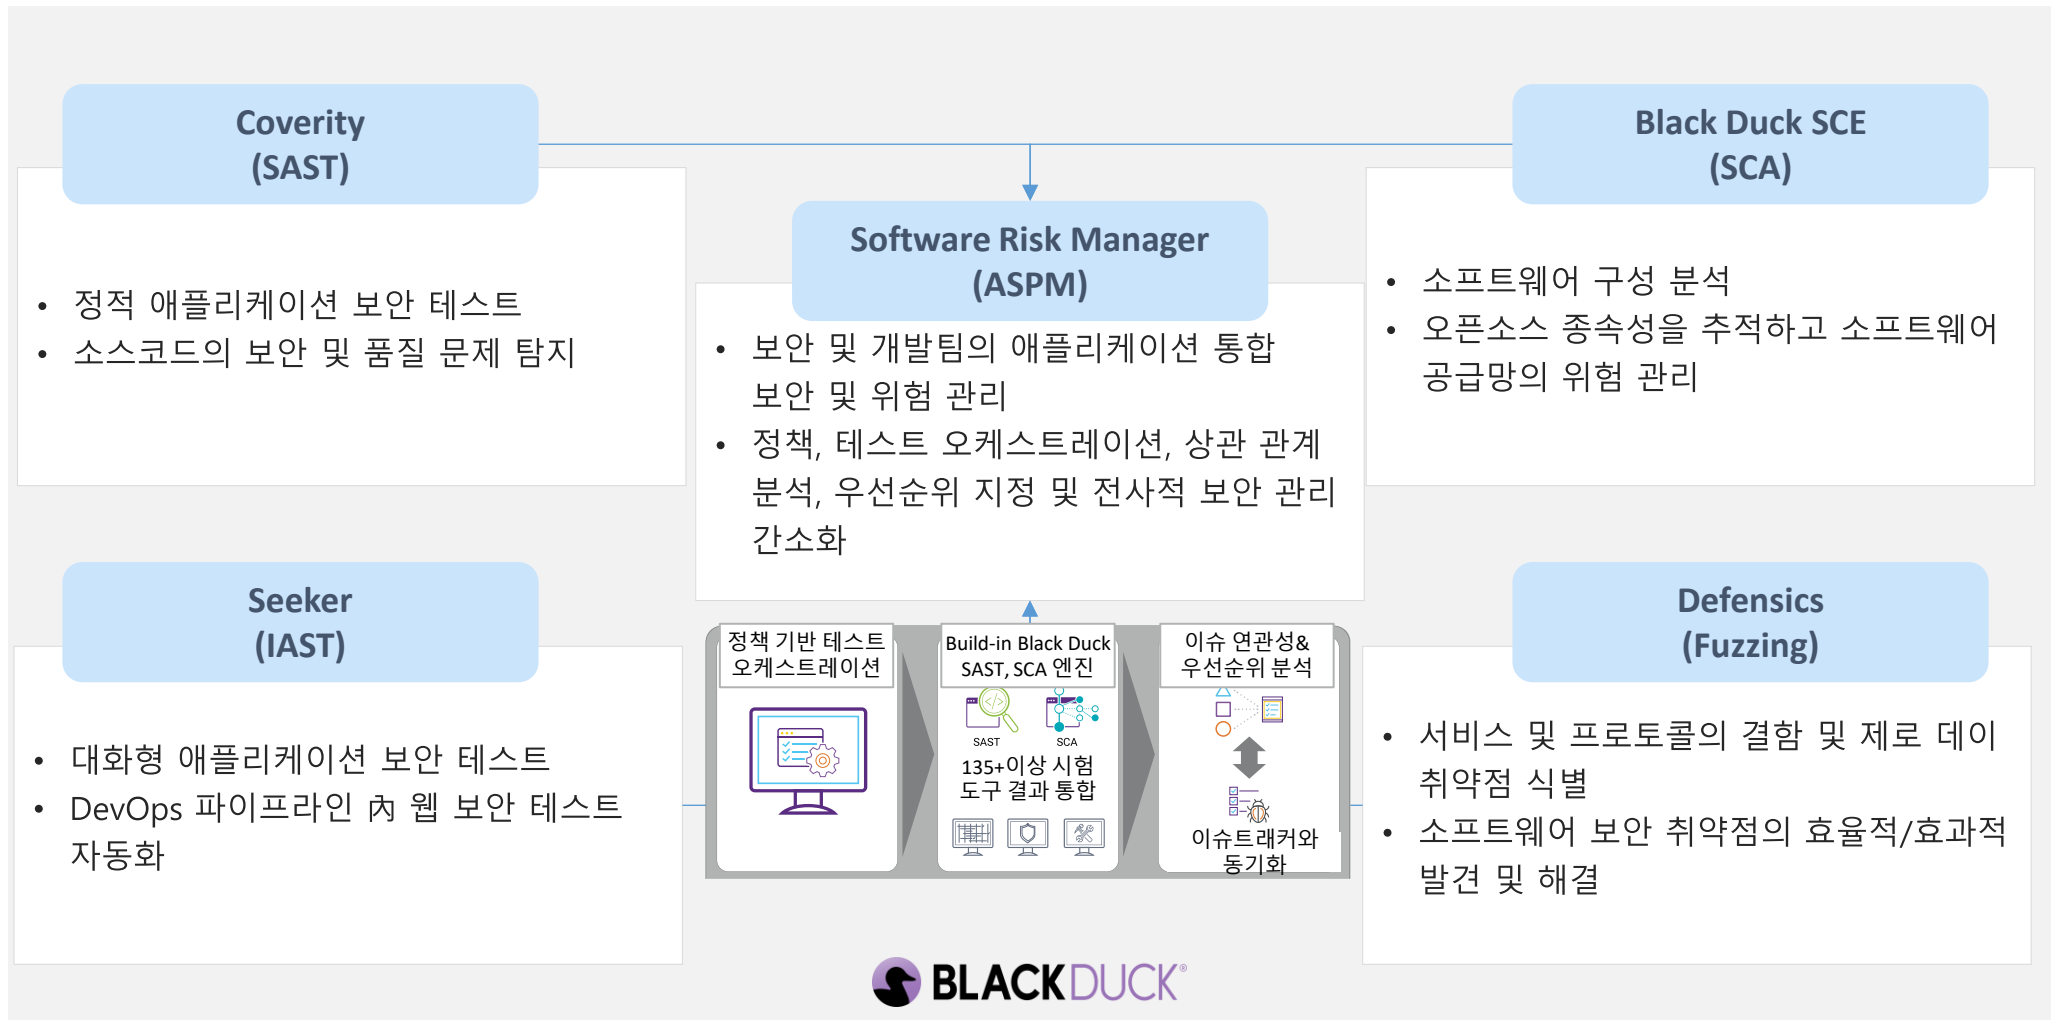 Coverity
(SAST)
• 정적 애플리케이션 보안 테스트
• 소스코드의 보안 및 품질 문제 탐지
Software Risk Manager
(ASPM)
• 보안 및 개발팀의 애플리케이션 통합
보안 및 위험 관리
• 정책, 테스트 오케스트레이션, 상관 관계
분석, 우선순위 지정 및 전사적 보안 관리
간소화
Black Duck SCE
(SCA)
• 소프트웨어 구성 분석
• 오픈소스 종속성을 추적하고 소프트웨어
공급망의 위험 관리
Seeker
(IAST)
• 대화형 애플리케이션 보안 테스트
• DevOps 파이프라인 內 웹 보안 테스트
자동화
정책 기반 테스트
오케스트레이션
Build-in Black Duck
SAST, SCA 엔진
SAST
SCA
135+이상 시험
도구 결과 통합
이슈 연관성&
우선순위 분석
이슈트래커와
동기화
Defensics
(Fuzzing)
• 서비스 및 프로토콜의 결함 및 제로 데이
취약점 식별
• 소프트웨어 보안 취약점의 효율적/효과적
발견 및 해결
BLACKDUCK®